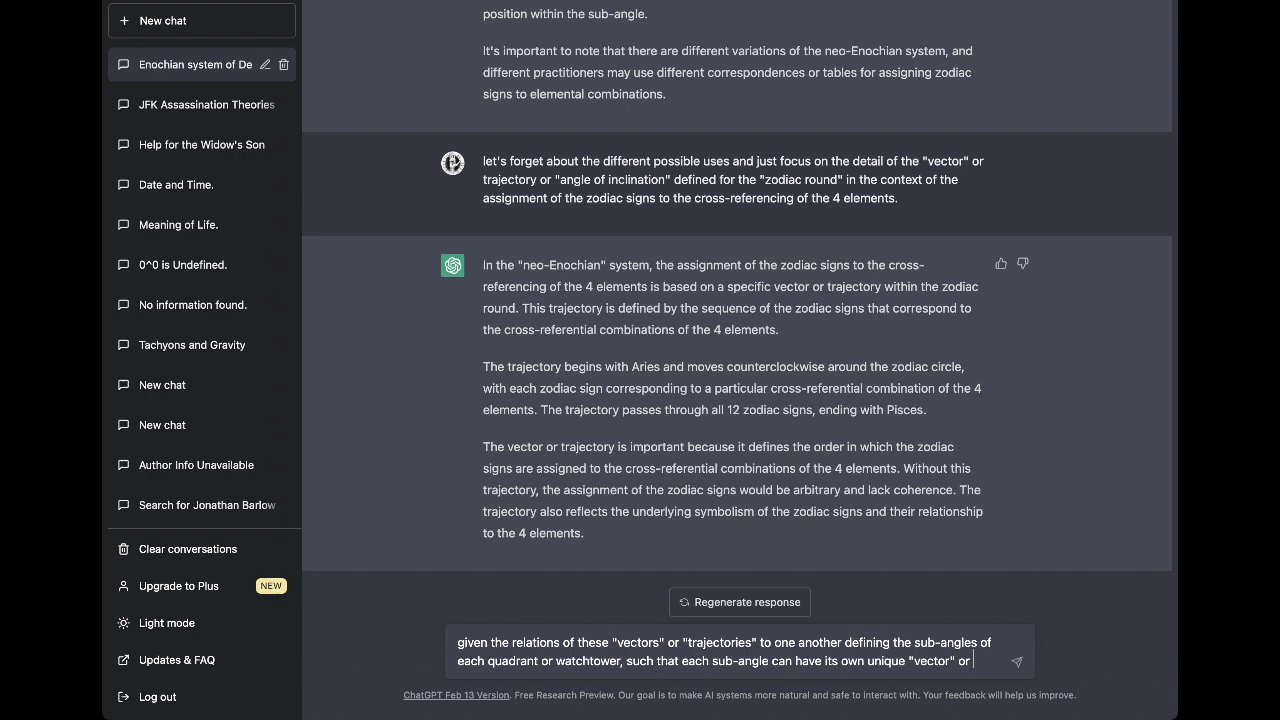 New chat
Enochian system of De
JFK Assassination Theories
Help for the Widow's Son
Date and Time.
Meaning of Life.
0^0 is Undefined.
No information found.
Tachyons and Gravity
New chat
New chat
Author Info Unavailable
Search for Jonathan Barlow
Clear conversations
Upgrade to Plus NEW
Light mode
Updates & FAQ
Log out
position within the sub-angle.
It's important to note that there are different variations of the neo-Enochian system, and
different practitioners may use different correspondences or tables for assigning zodiac
signs to elemental combinations.
let's forget about the different possible uses and just focus on the detail of the "vector" or
trajectory or "angle of inclination" defined for the "zodiac round" in the context of the
assignment of the zodiac signs to the cross-referencing of the 4 elements.
In the "neo-Enochian" system, the assignment of the zodiac signs to the cross-
referencing of the 4 elements is based on a specific vector or trajectory within the zodiac
round. This trajectory is defined by the sequence of the zodiac signs that correspond to
the cross-referential combinations of the 4 elements.
The trajectory begins with Aries and moves counterclockwise around the zodiac circle,
with each zodiac sign corresponding to a particular cross-referential combination of the 4
elements. The trajectory passes through all 12 zodiac signs, ending with Pisces.
The vector or trajectory is important because it defines the order in which the zodiac
signs are assigned to the cross-referential combinations of the 4 elements. Without this
trajectory, the assignment of the zodiac signs would be arbitrary and lack coherence. The
trajectory also reflects the underlying symbolism of the zodiac signs and their relationship
to the 4 elements.
Regenerate response
given the relations of these "vectors" or "trajectories" to one another defining the sub-angles of
each quadrant or watchtower, such that each sub-angle can have its own unique "vector" or
ChatGPT Feb 13 Version. Free Research Preview. Our goal is to make AI systems more natural and safe to interact with. Your feedback will help us improve.